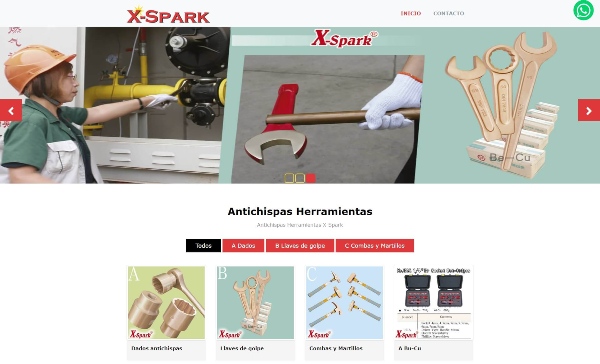 X-SPARK
INICIO
CONTACTO
X-Spark®
Be-Cu
Antichispas Herramientas
Antichispas Herramientas X Spark
Todos
A Dados
B Llaves de golpe
C Combas y Martillos
A
B
C
X-Spark
X-Spark
X-Spark
X-Spark
Dados antichispas
Llaves de golpe
Combas y Martillos
A Bu-Cu